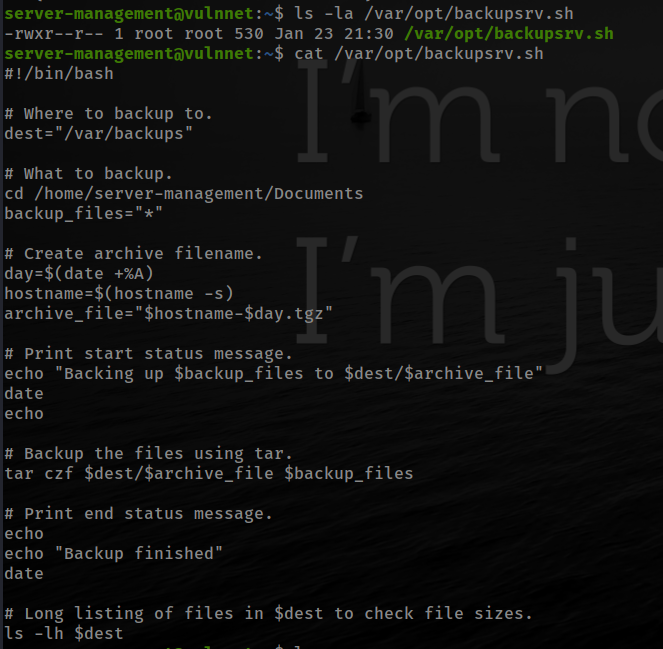 server-management@vulnnet:~$ ls -la /var/opt/backupsrv.sh
-rwxr--r-- 1 root root 530 Jan 23 21:30 /var/opt/backupsrv.sh
server-management@vulnnet:~$ cat /var/opt/backupsrv.sh
#!/bin/bash
# Where to backup to.
dest="/var/backups"
# What to backup.
cd /home/server-management/Documents
backup_files="*"
# Create archive filename.
day=$(date +%A)
hostname=$(hostname -s)
archive_file="$hostname-$day.tgz"
# Print start status message.
echo "Backing up $backup_files to $dest/$archive_file"
date
echo
# Backup the files using tar.
tar czf $dest/$archive_file $backup_files
# Print end status message.
echo
echo "Backup finished"
date
# Long listing of files in $dest to check file sizes.
ls -lh $dest
I'm
I'm